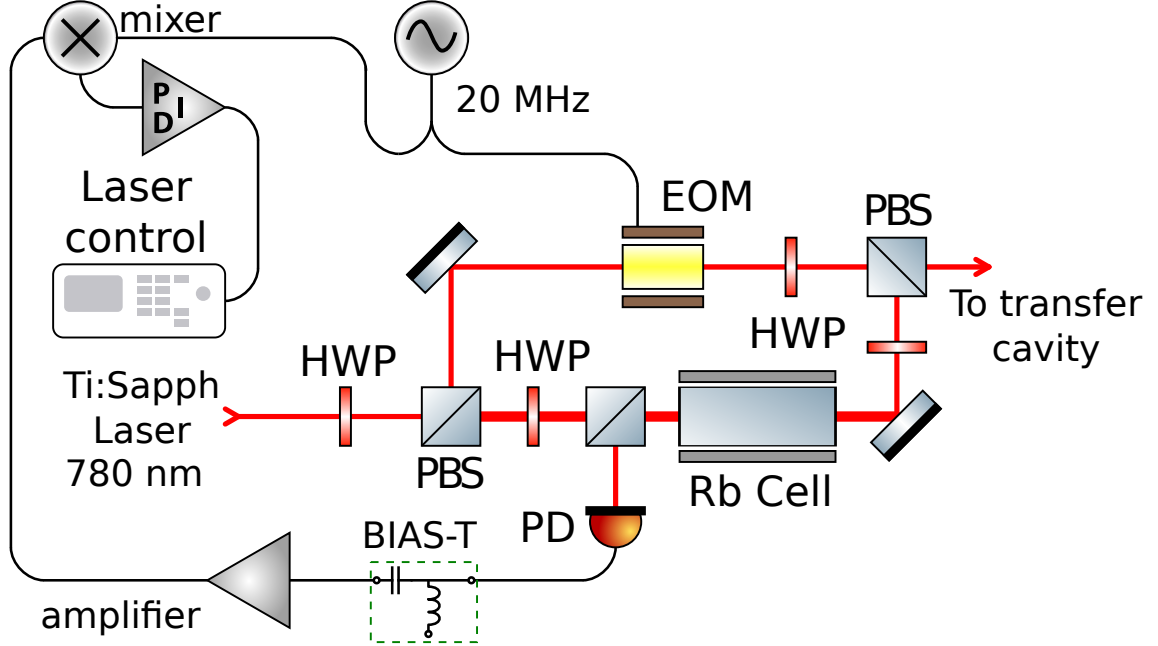 mixer
P
I
D
20 MHz
Laser
control
EOM
PBS
To transfer
cavity
HWP
HWP
HWP
Ti:Sapph
Laser
780 nm
PBS
Rb Cell
PD
BIAS-T
amplifier